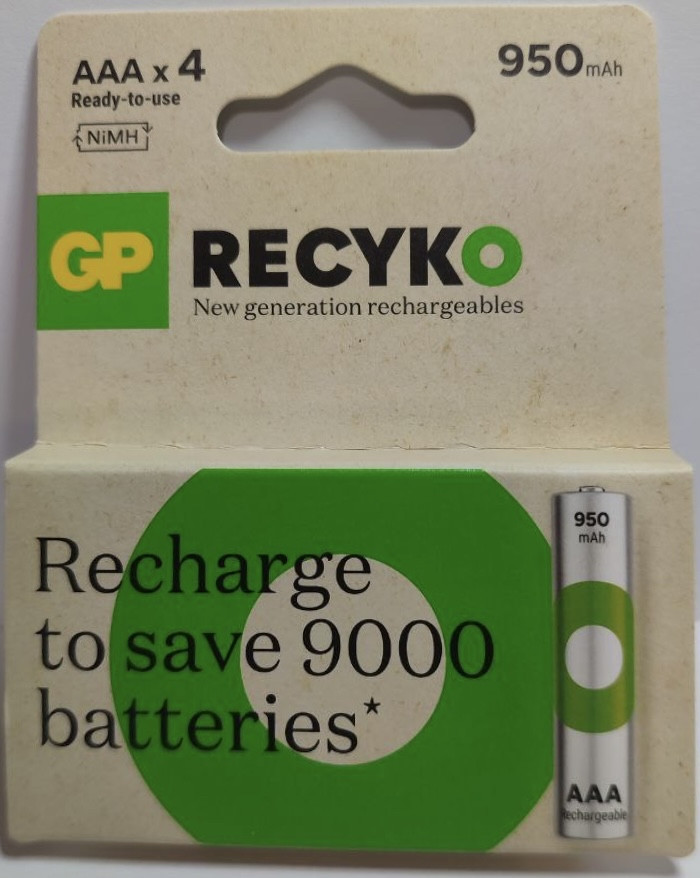 AAA x 4
950mAh
Ready-to-use
NiMH
GP
RECYKO
New generation rechargeables
Recharge
to save 9000
batteries*
950
mAh
AAA
Rechargeable